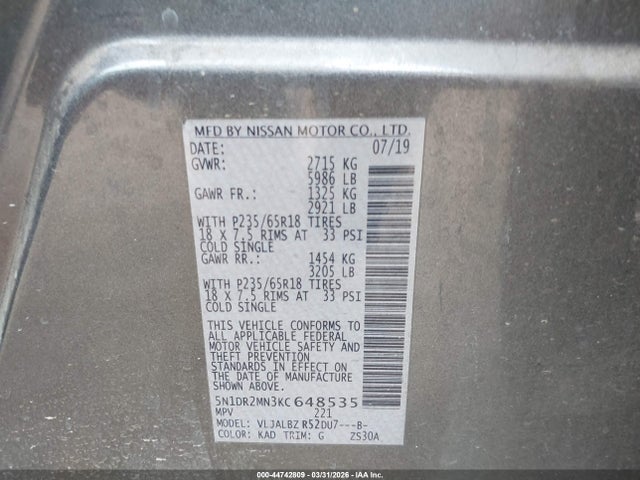 MFD BY NISSAN MOTOR CO., LTD.
DATE: 07/19
GVWR: 2715 KG
5986 LB
GAWR FR.: 1325 KG
2921 LB
WITH P235/65R18 TIRES
18 X 7.5 RIMS AT 33 PSI
COLD SINGLE
GAWR RR.: 1454 KG
3205 LB
WITH P235/65R18 TIRES
18 X 7.5 RIMS AT 33 PSI
COLD SINGLE
THIS VEHICLE CONFORMS TO
ALL APPLICABLE FEDERAL
MOTOR VEHICLE SAFETY AND
THEFT PREVENTION
STANDARDS IN EFFECT ON
THE DATE OF MANUFACTURE
SHOWN ABOVE.
5N1DR2MN3KC648535
MPV 221
MODEL: VLJALBZ R52DU7---B-
COLOR: KAD TRIM: G ZS30A
000-44742809 | 03/31/2026 - IAA Inc.|